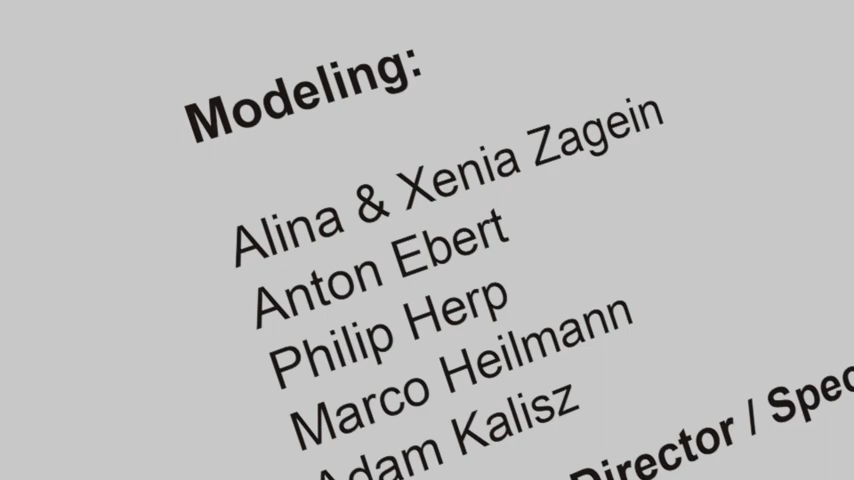 Modeling:
Alina & Xenia Zagein
Anton Ebert
Philip Herp
Marco Heilmann
Adam Kalisz
Director / Spec